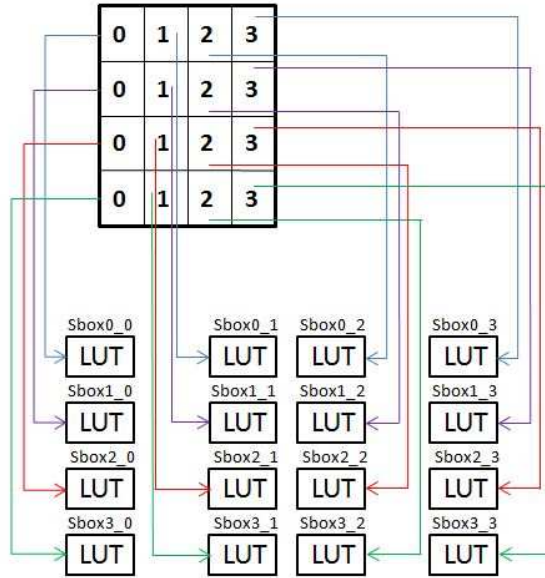 0 1 2 3
0 1 2 3
0 1 2 3
0 1 2 3
Sbox0_0 Sbox0_1 Sbox0_2 Sbox0_3
LUT LUT LUT LUT
Sbox1_0 Sbox1_1 Sbox1_2 Sbox1_3
LUT LUT LUT LUT
Sbox2_0 Sbox2_1 Sbox2_2 Sbox2_3
LUT LUT LUT LUT
Sbox3_0 Sbox3_1 Sbox3_2 Sbox3_3
LUT LUT LUT LUT